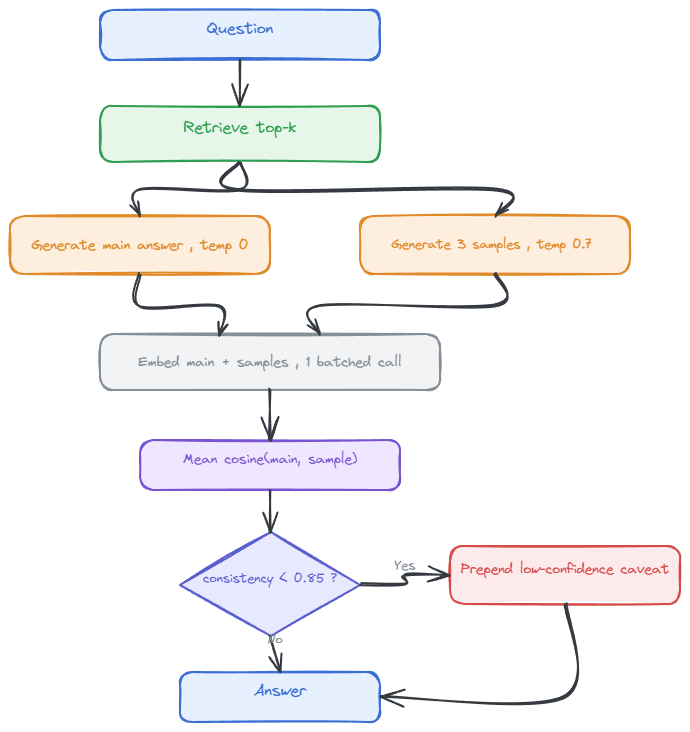 Question
Retrieve top-k
Generate main answer , temp 0
Generate 3 samples , temp 0.7
Embed main + samples , 1 batched call
Mean cosine(main, sample)
consistency < 0.85 ?
Yes
Prepend low-confidence caveat
No
Answer